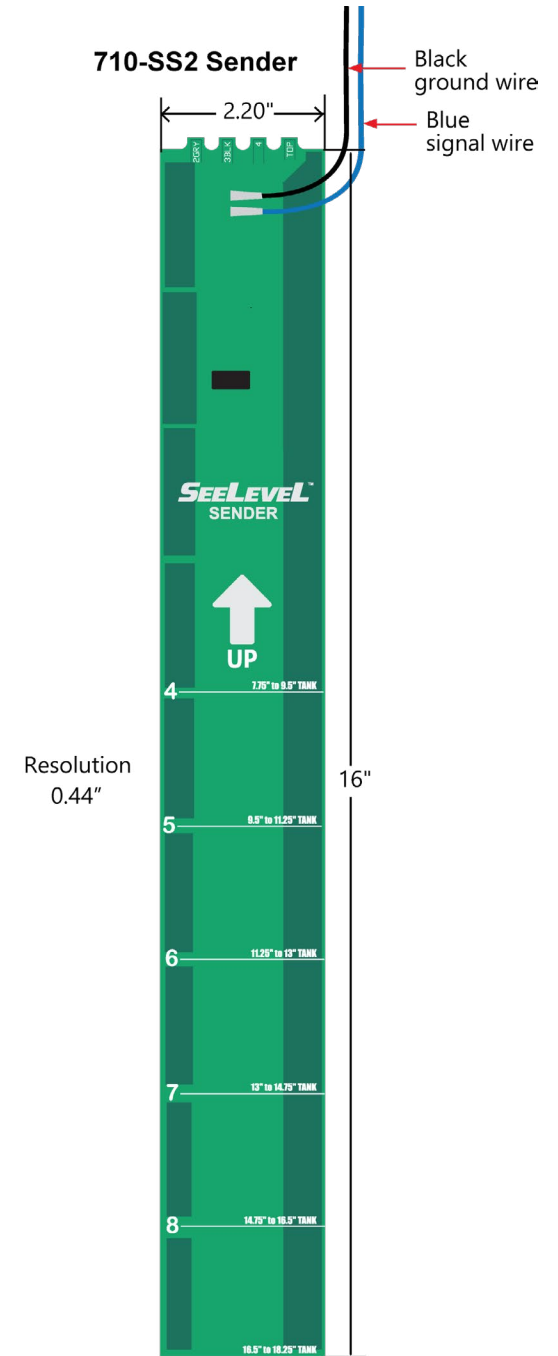 710-SS2 Sender
Black
ground wire
2.20"
Blue
signal wire
2GRY
3BLK
4
TOP
SEELEVEL™
SENDER
UP
4
7.75" to 9.5" TANK
Resolution
0.44"
16"
5
9.5" to 11.25" TANK
6
11.25" to 13" TANK
7
13" to 14.75" TANK
8
14.75" to 16.5" TANK
16.5" to 18.25" TANK